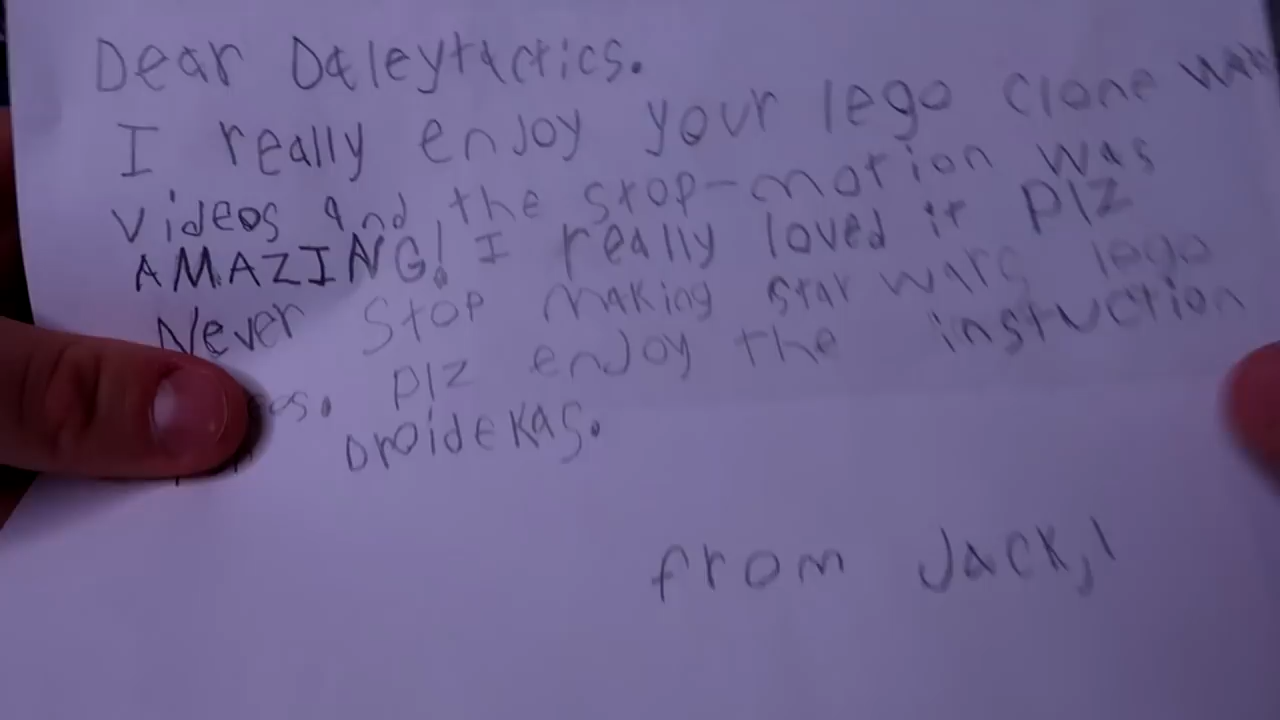 Dear Daleytactics.
I really enjoy your lego clone wars
videos and the stop-motion was
AMAZING! I really loved it plz
Never stop making star wars lego
plz enjoy the instuction
Droidekas.
from Jack,